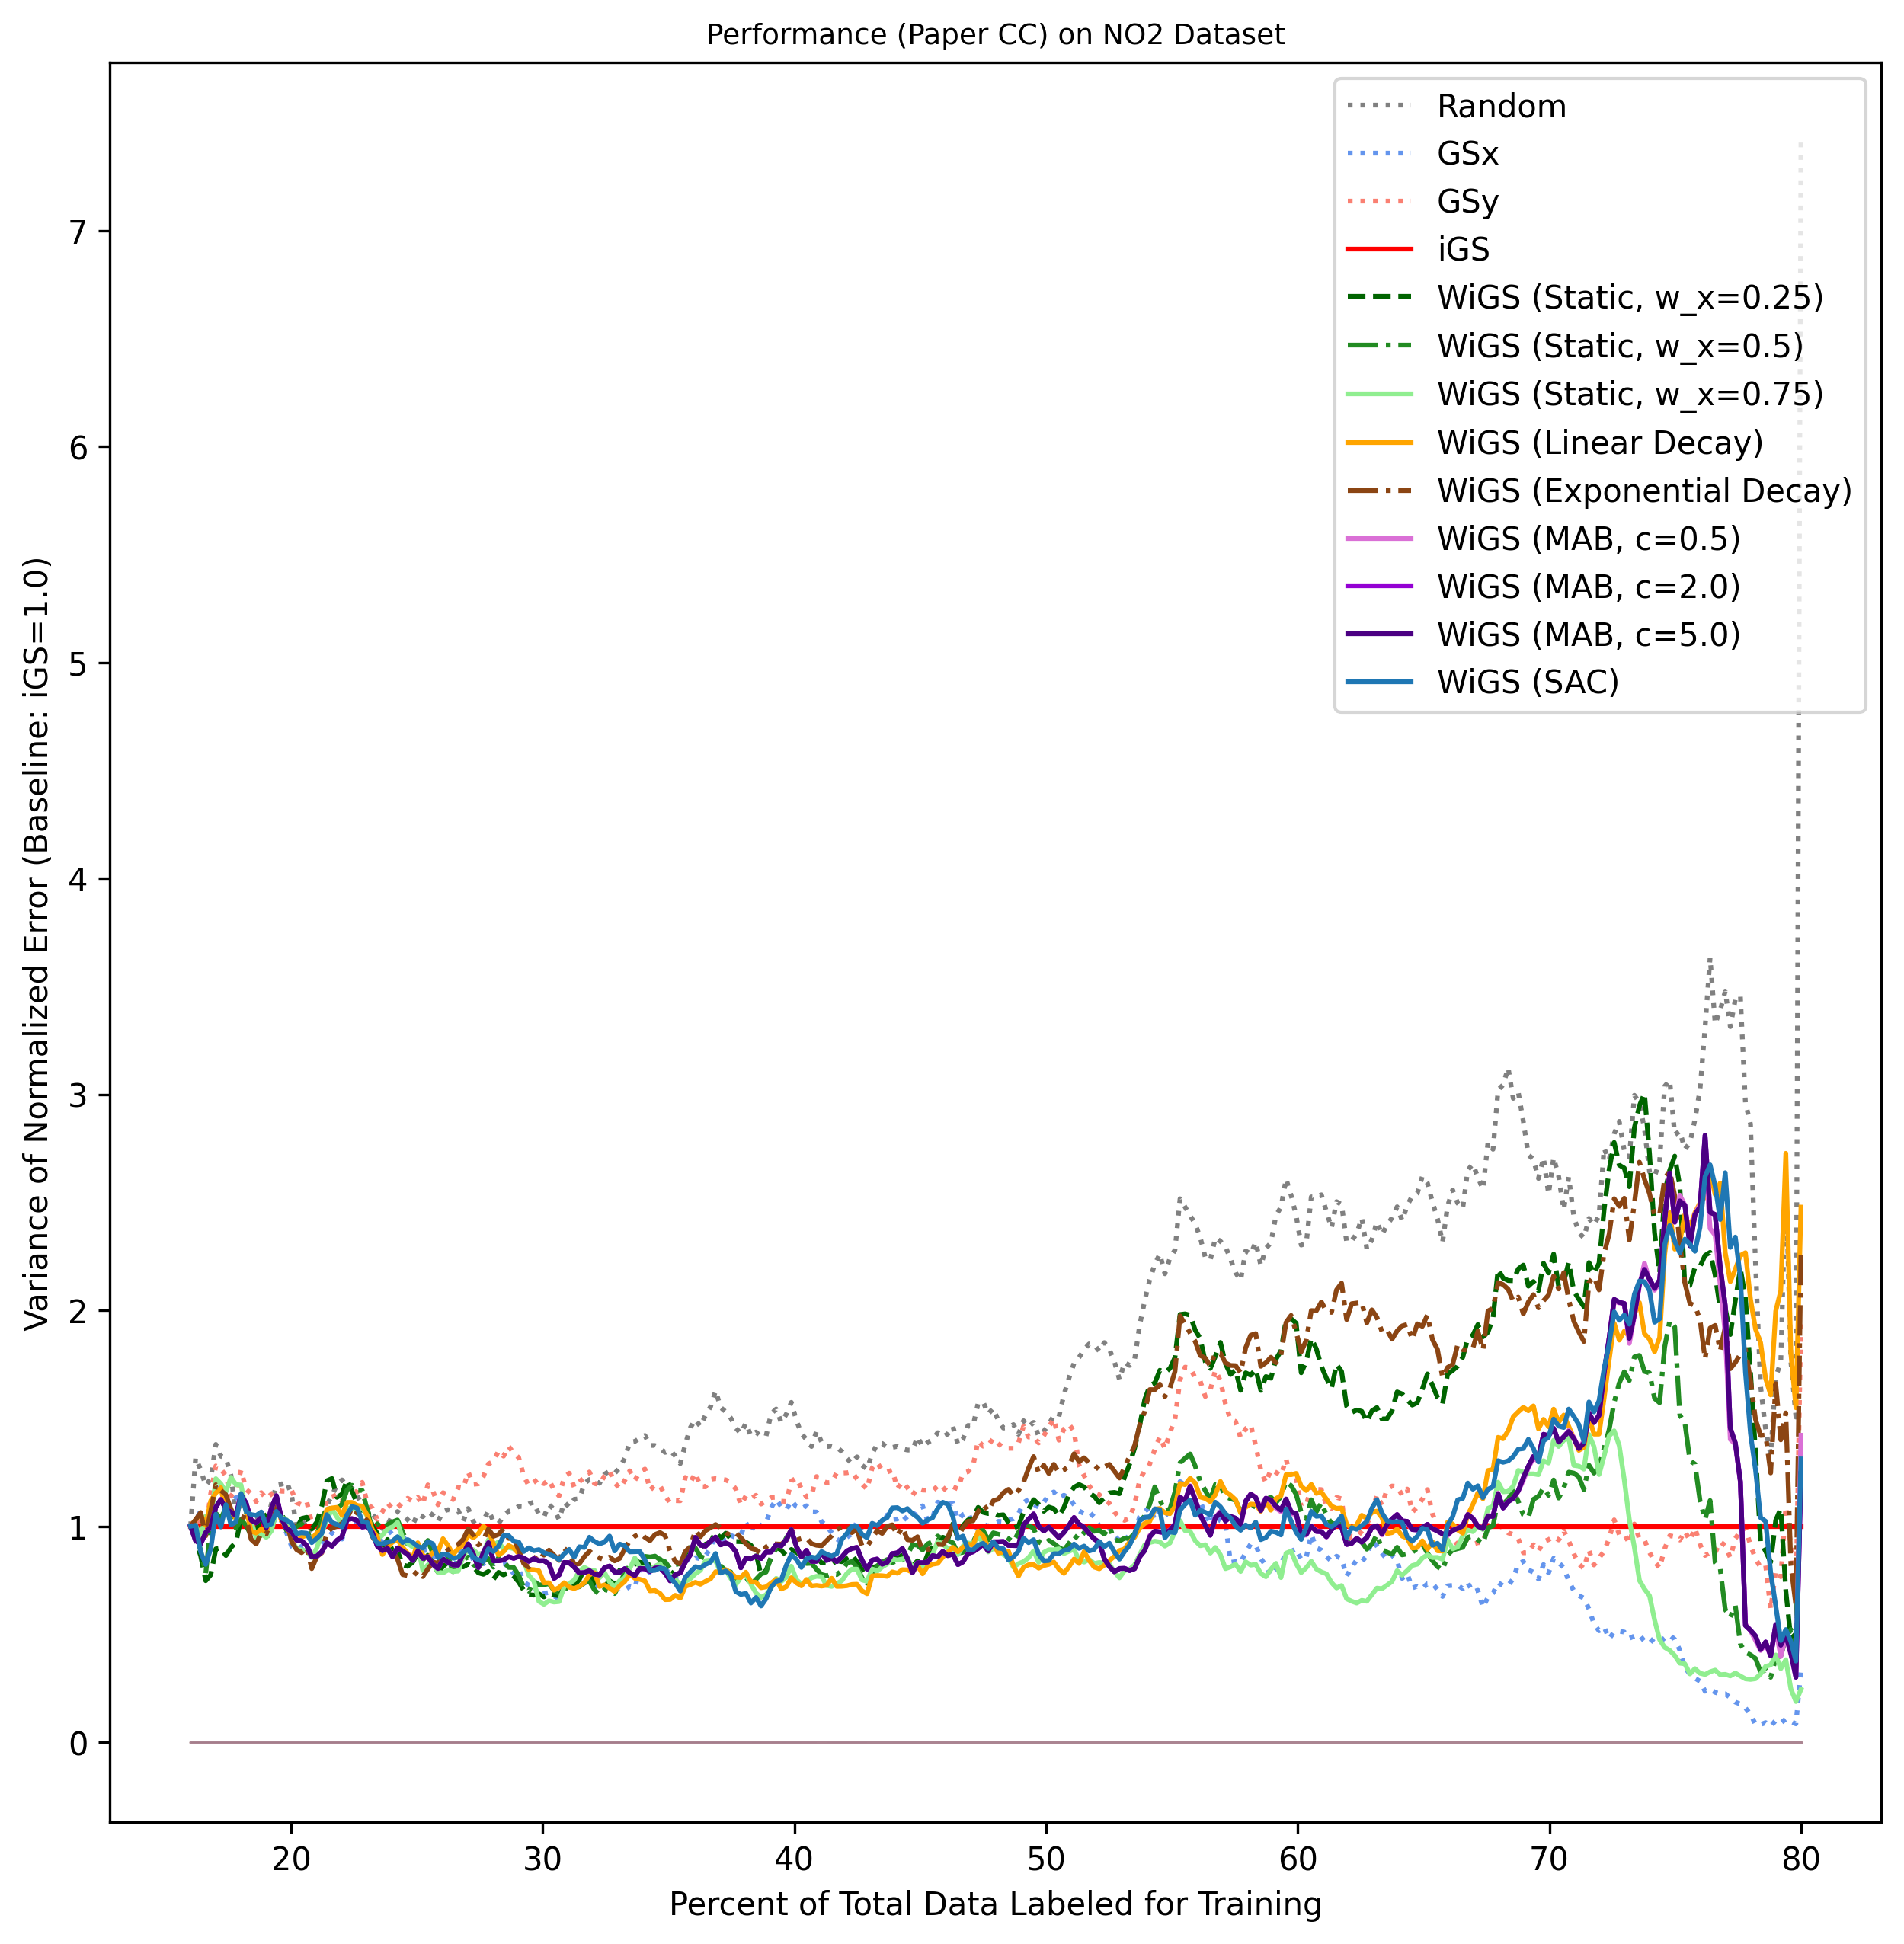 Performance (Paper CC) on NO2 Dataset
Variance of Normalized Error (Baseline: iGS=1.0)
7
6
5
4
3
2
1
0
Random
GSx
GSy
iGS
WiGS (Static, w_x=0.25)
WiGS (Static, w_x=0.5)
WiGS (Static, w_x=0.75)
WiGS (Linear Decay)
WiGS (Exponential Decay)
WiGS (MAB, c=0.5)
WiGS (MAB, c=2.0)
WiGS (MAB, c=5.0)
WiGS (SAC)
20 30 40 50 60 70 80
Percent of Total Data Labeled for Training